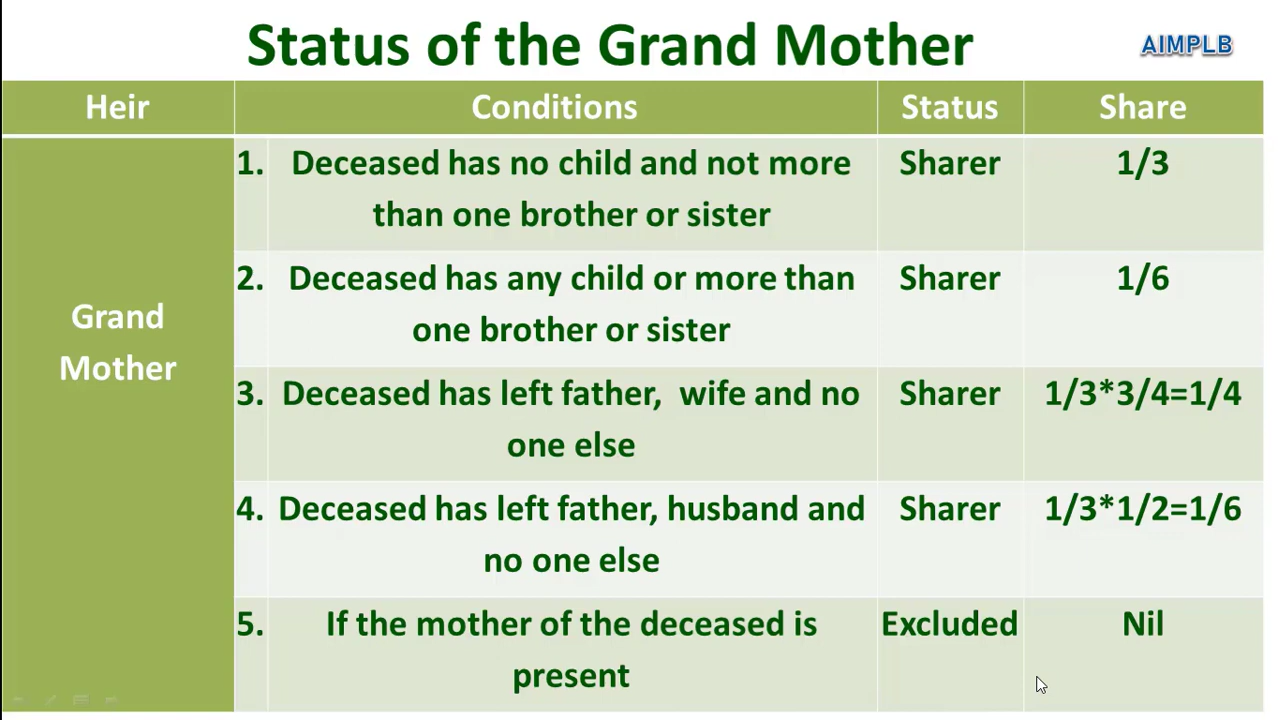 Status of the Grand Mother
AIMPLB
Heir Conditions Status Share
1. Deceased has no child and not more Sharer 1/3
than one brother or sister
2. Deceased has any child or more than Sharer 1/6
one brother or sister
Grand
Mother
3. Deceased has left father, wife and no Sharer 1/3*3/4=1/4
one else
4. Deceased has left father, husband and Sharer 1/3*1/2=1/6
no one else
5. If the mother of the deceased is Excluded Nil
present